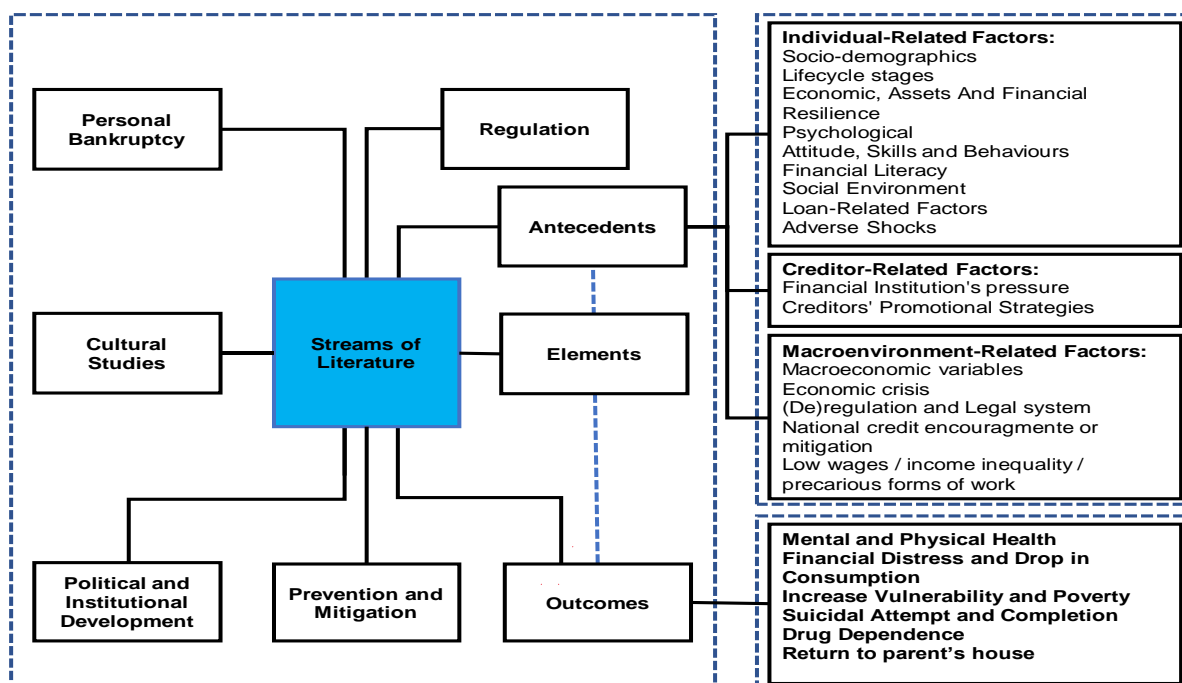 Personal
Bankruptcy
Regulation
Antecedents
Cultural
Studies
Streams of
Literature
Elements
Political and
Institutional
Development
Prevention and
Mitigation
Outcomes
Individual-Related Factors:
Socio-demographics
Lifecycle stages
Economic, Assets And Financial
Resilience
Psychological
Attitude, Skills and Behaviours
Financial Literacy
Social Environment
Loan-Related Factors
Adverse Shocks
Creditor-Related Factors:
Financial Institution's pressure
Creditors' Promotional Strategies
Macroenvironment-Related Factors:
Macroeconomic variables
Economic crisis
(De)regulation and Legal system
National credit encouragmente or
mitigation
Low wages / income inequality /
precarious forms of work
Mental and Physical Health
Financial Distress and Drop in
Consumption
Increase Vulnerability and Poverty
Suicidal Attempt and Completion
Drug Dependence
Return to parent’s house